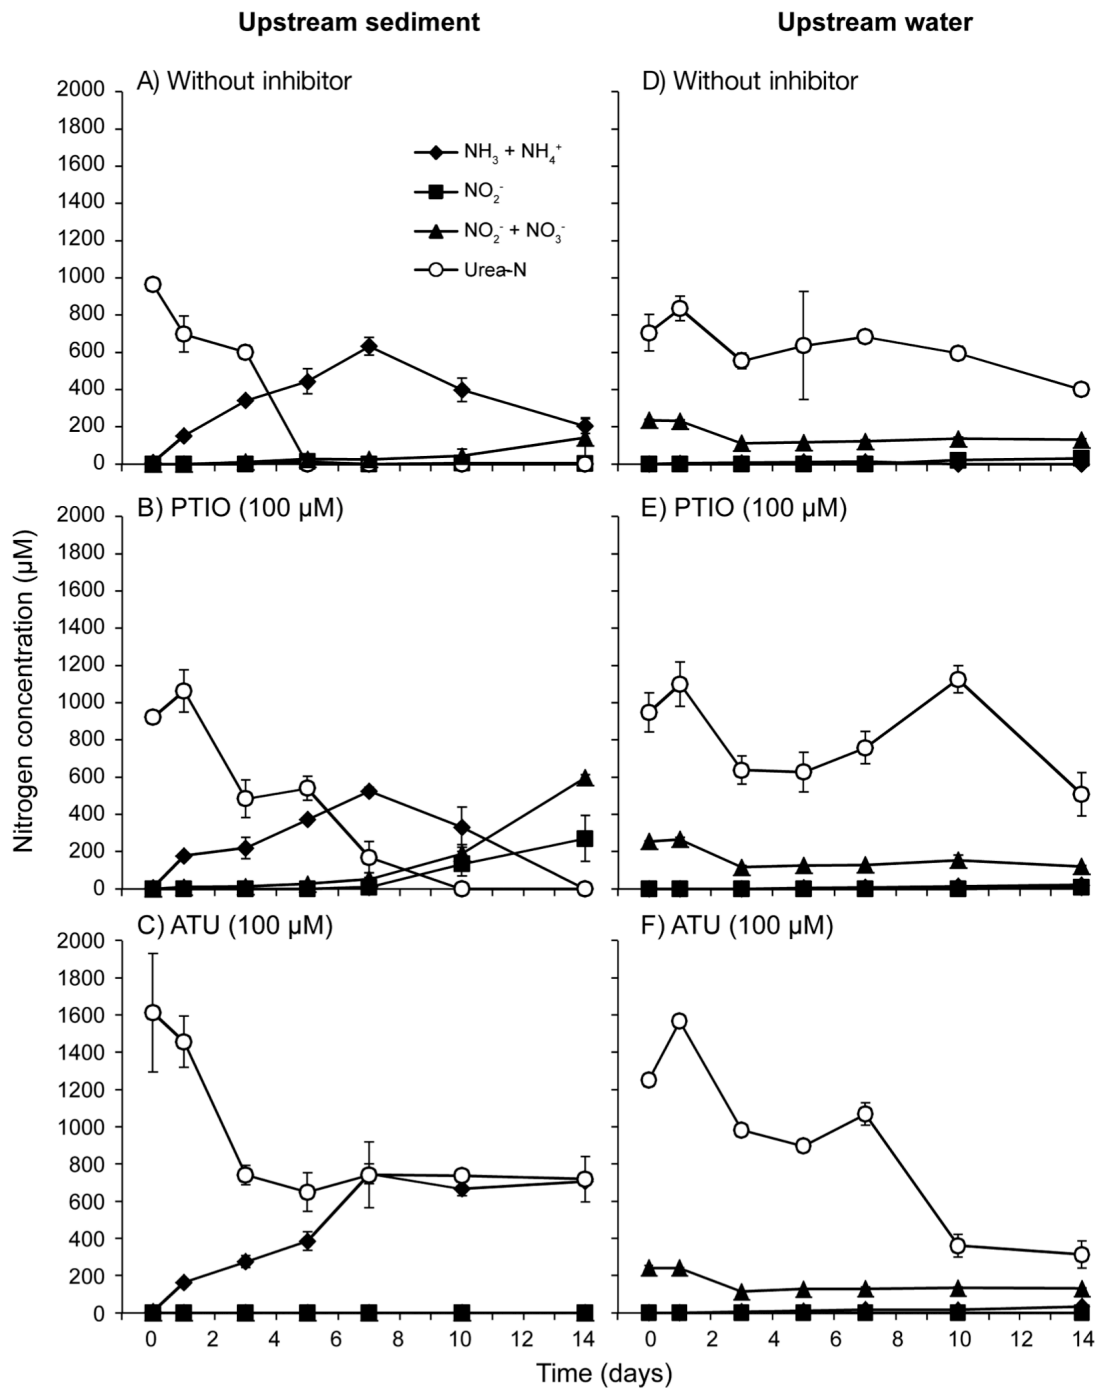 Upstream sediment
Upstream water
A) Without inhibitor
D) Without inhibitor
2000
1800
1600
1400
1200
1000
800
600
400
200
0
NH₃ + NH₄⁺
NO₂⁻
NO₂⁻ + NO₃⁻
Urea-N
B) PTIO (100 μM)
E) PTIO (100 μM)
2000
1800
1600
1400
1200
1000
800
600
400
200
0
Nitrogen concentration (μM)
C) ATU (100 μM)
F) ATU (100 μM)
2000
1800
1600
1400
1200
1000
800
600
400
200
0
0 2 4 6 8 10 12 14
0 2 4 6 8 10 12 14
Time (days)